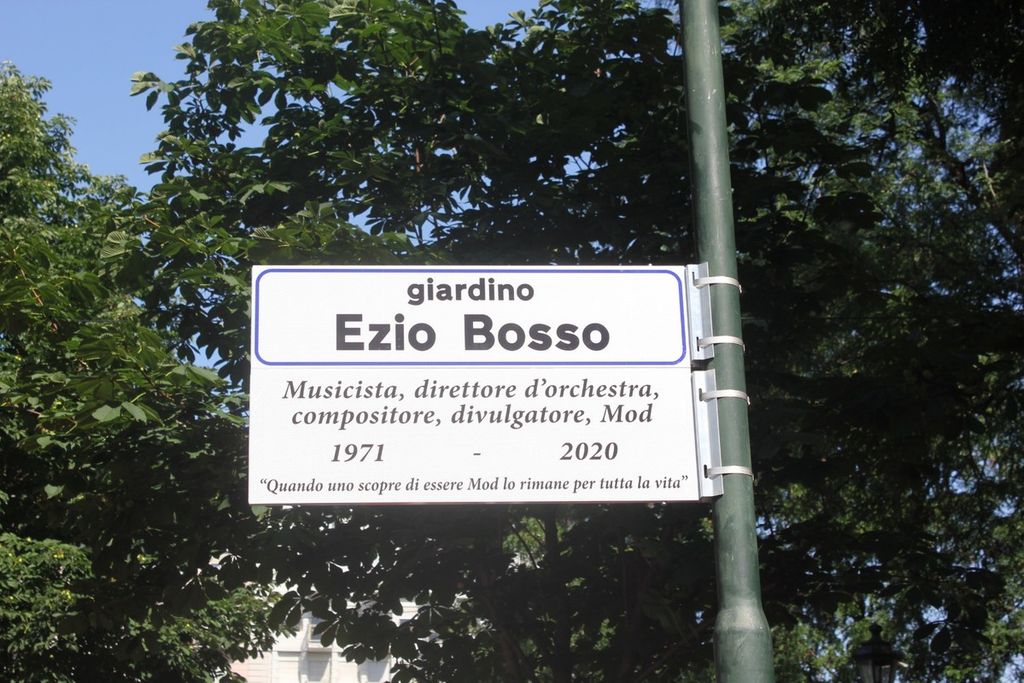 giardino
Ezio Bosso
Musicista, direttore d'orchestra,
compositore, divulgatore, Mod
1971 - 2020
“Quando uno scopre di essere Mod lo rimane per tutta la vita”